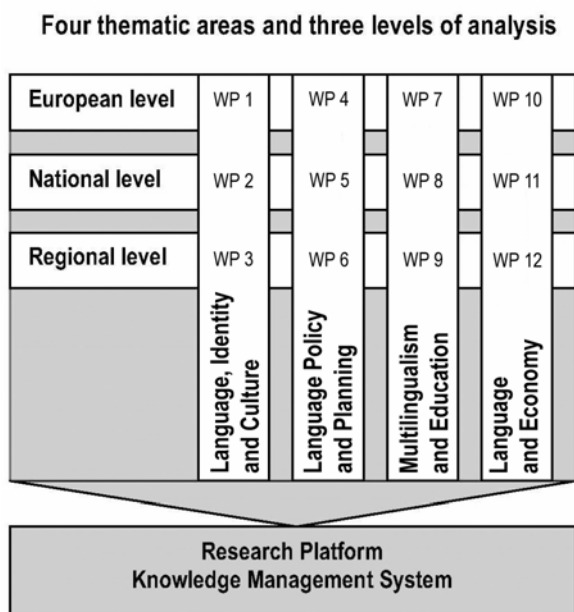 Four thematic areas and three levels of analysis
European level WP 1 WP 4 WP 7 WP 10
National level WP 2 WP 5 WP 8 WP 11
Regional level WP 3 WP 6 WP 9 WP 12
Language, Identity
and Culture
Language Policy
and Planning
Multilingualism
and Education
Language
and Economy
Research Platform
Knowledge Management System